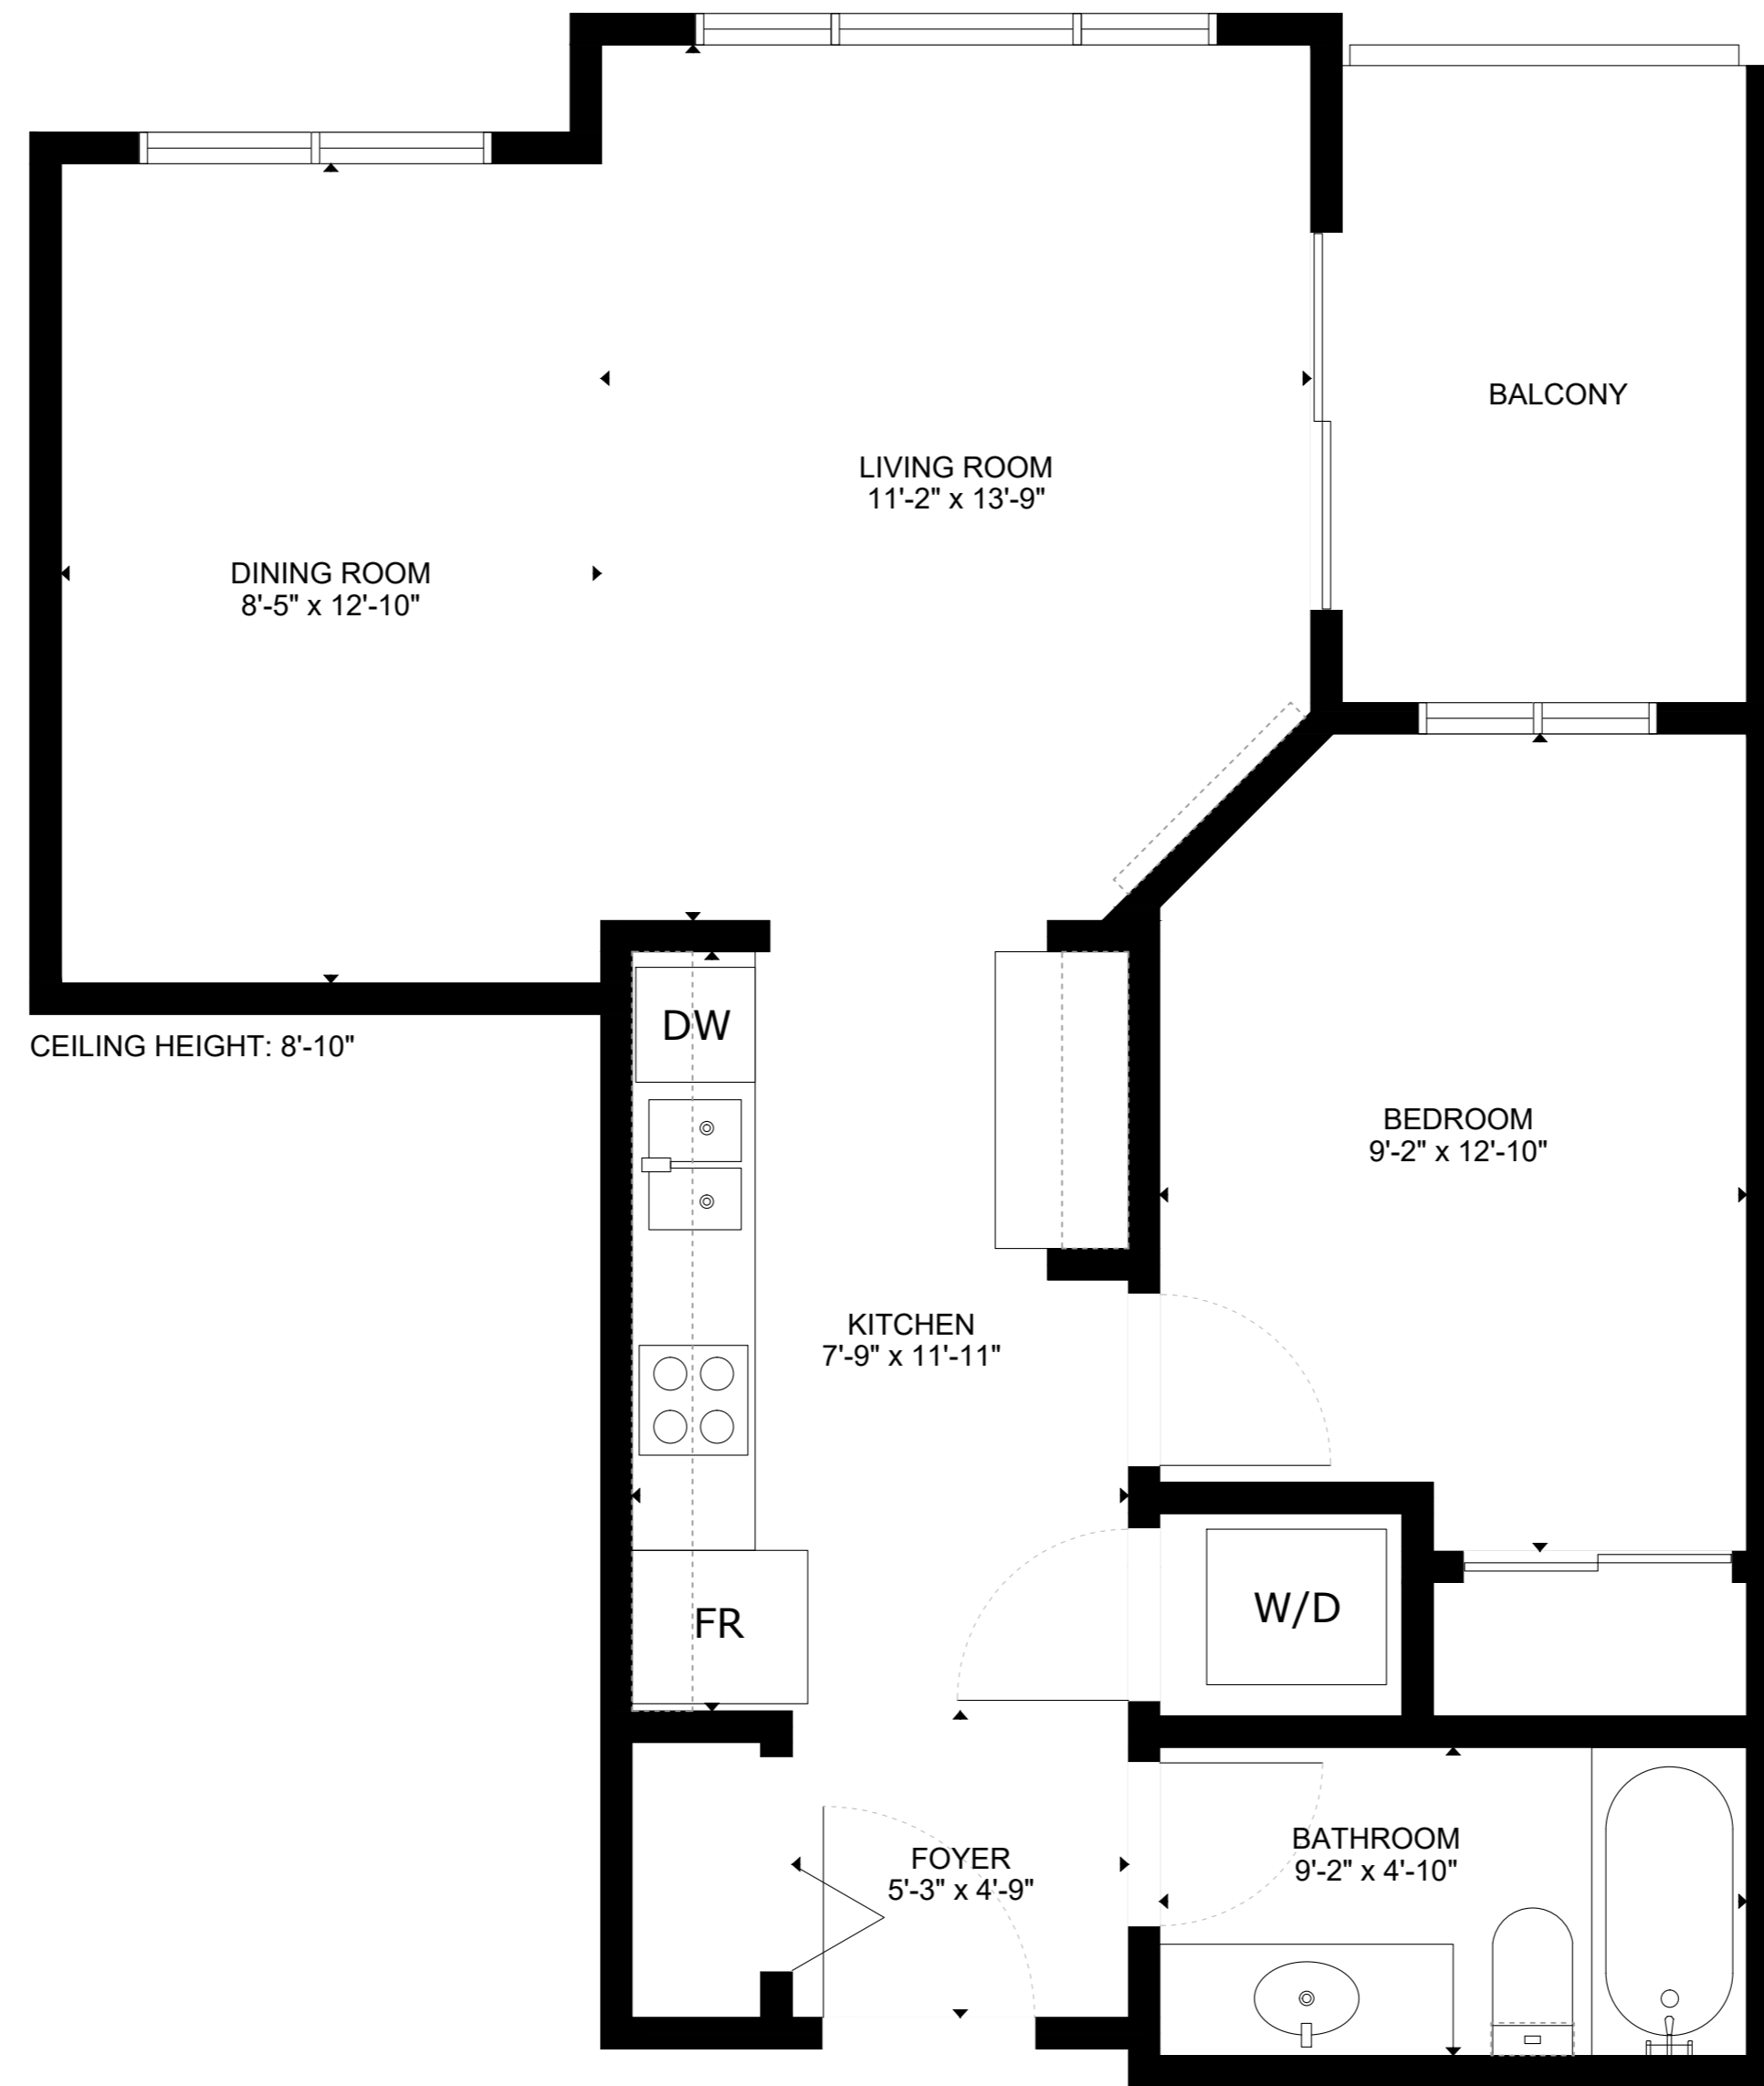 BALCONY
LIVING ROOM
11'-2" x 13'-9"
DINING ROOM
8'-5" x 12'-10"
CEILING HEIGHT: 8'-10"
DW
BEDROOM
9'-2" x 12'-10"
KITCHEN
7'-9" x 11'-11"
FR
W/D
FOYER
5'-3" x 4'-9"
BATHROOM
9'-2" x 4'-10"